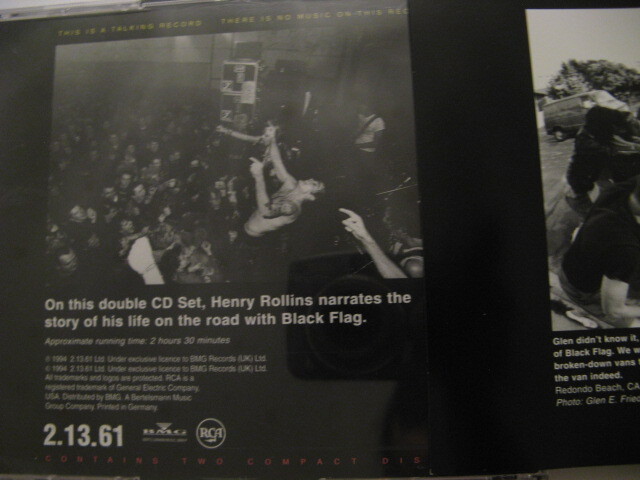 THIS IS A TALKING RECORD THERE IS NO MUSIC ON THIS REC
On this double CD Set, Henry Rollins narrates the
story of his life on the road with Black Flag.
Approximate running time: 2 hours 30 minutes
℗ 1994 2.13.61 Ltd. Under exclusive licence to BMG Records (UK) Ltd.
© 1994 2.13.61 Ltd. Under exclusive licence to BMG Records (UK) Ltd.
All trademarks and logos are protected. RCA is a
registered trademark of General Electric Company,
USA. Distributed by BMG. A Bertelsmann Music
Group Company. Printed in Germany.
2.13.61 BMG RCA
CONTAINS TWO COMPACT DIS
Glen didn't know it,
of Black Flag. We w
broken-down vans
the van indeed.
Redondo Beach, CA
Photo: Glen E. Fried